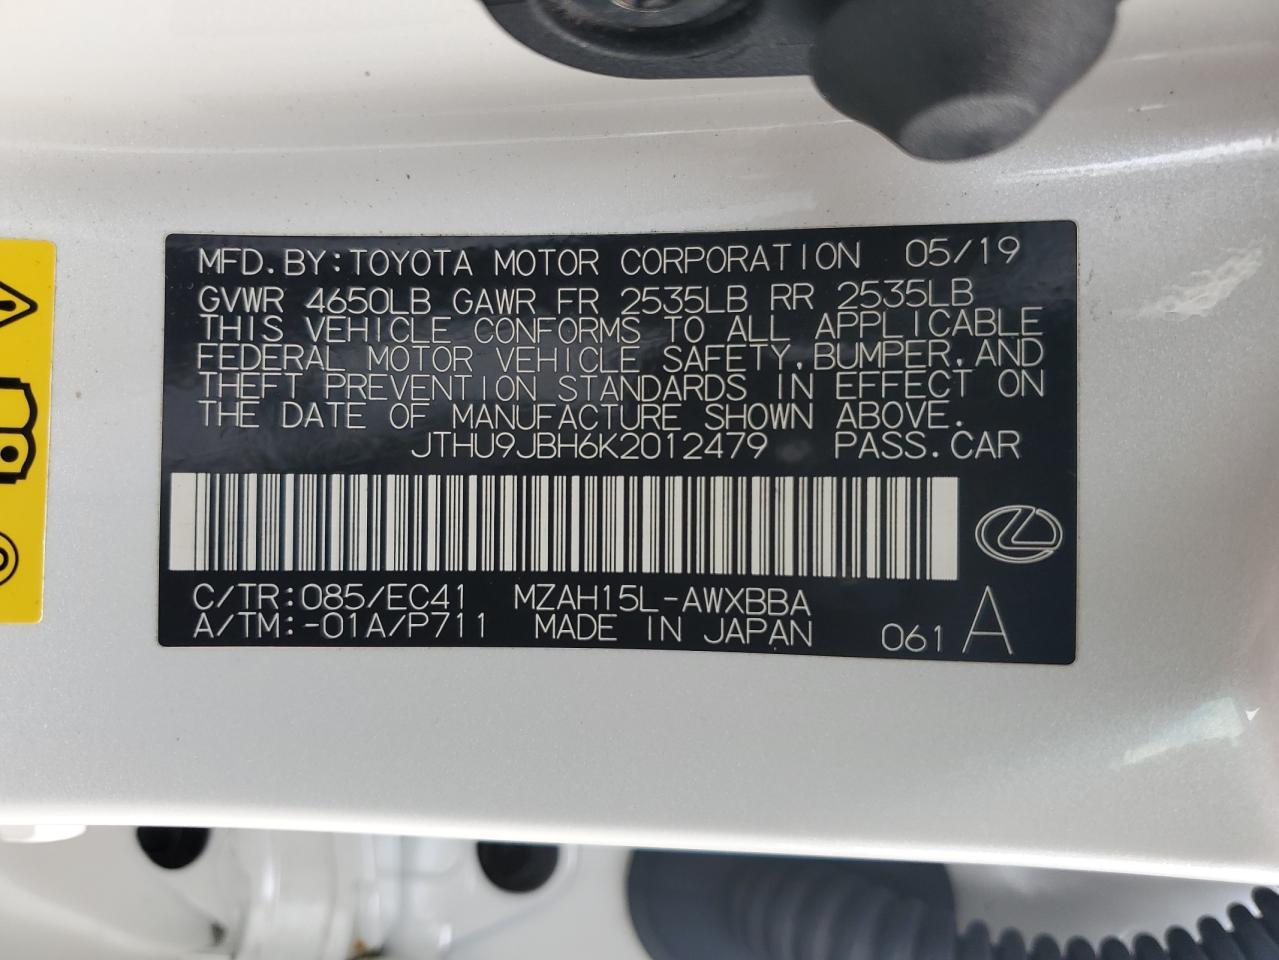 MFD.BY:TOYOTA MOTOR CORPORATION 05/19
GVWR 4650LB GAWR FR 2535LB RR 2535LB
THIS VEHICLE CONFORMS TO ALL APPLICABLE
FEDERAL MOTOR VEHICLE SAFETY,BUMPER,AND
THEFT PREVENTION STANDARDS IN EFFECT ON
THE DATE OF MANUFACTURE SHOWN ABOVE.
JTHU9JBH6K2012479 PASS.CAR
C/TR:085/EC41 MZAH15L-AWXBBA
A/TM:-01A/P711 MADE IN JAPAN 061 A